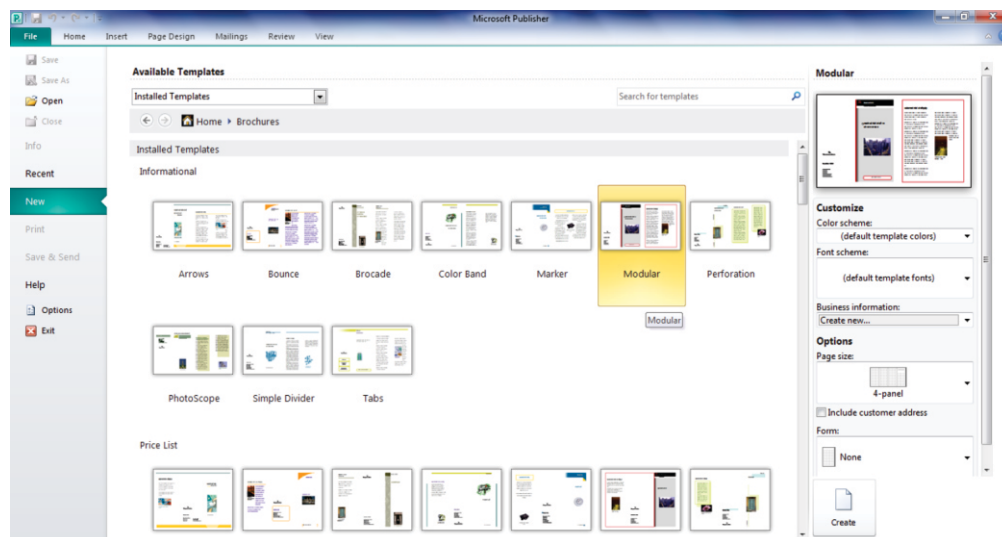 Microsoft Publisher
File Home Insert Page Design Mailings Review View
Save
Save As
Open
Close
Info
Recent
New
Print
Save & Send
Help
Options
Exit
Available Templates
Installed Templates
Search for templates
Home Brochures
Installed Templates
Informational
Arrows Bounce Brocade Color Band Marker Modular Perforation
Modular
PhotoScope Simple Divider Tabs
Price List
Modular
Customize
Color scheme:
(default template colors)
Font scheme:
(default template fonts)
Business information:
Create new...
Options
Page size:
4-panel
Include customer address
Form:
None
Create